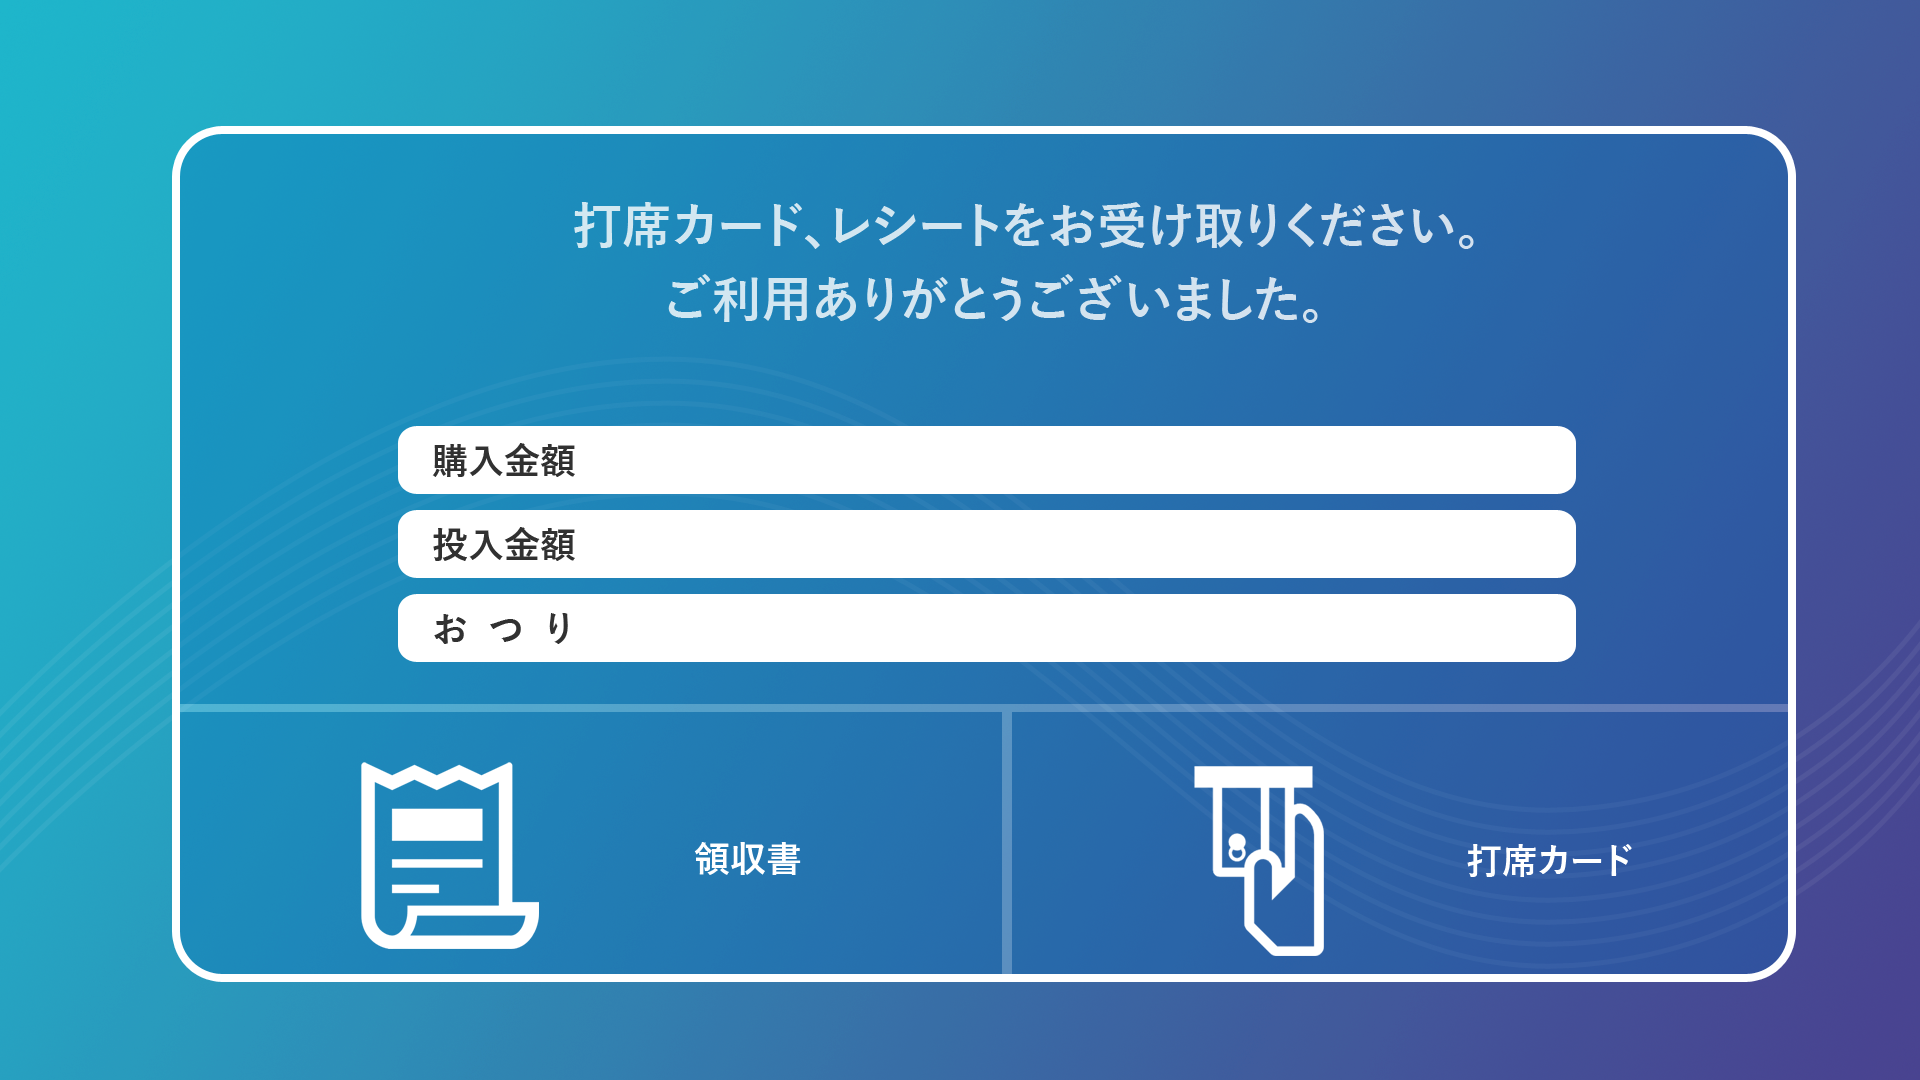 打席カード、レシートをお受け取りください。
ご利用ありがとうございました。
購入金額
投入金額
おつり
領収書
打席カード